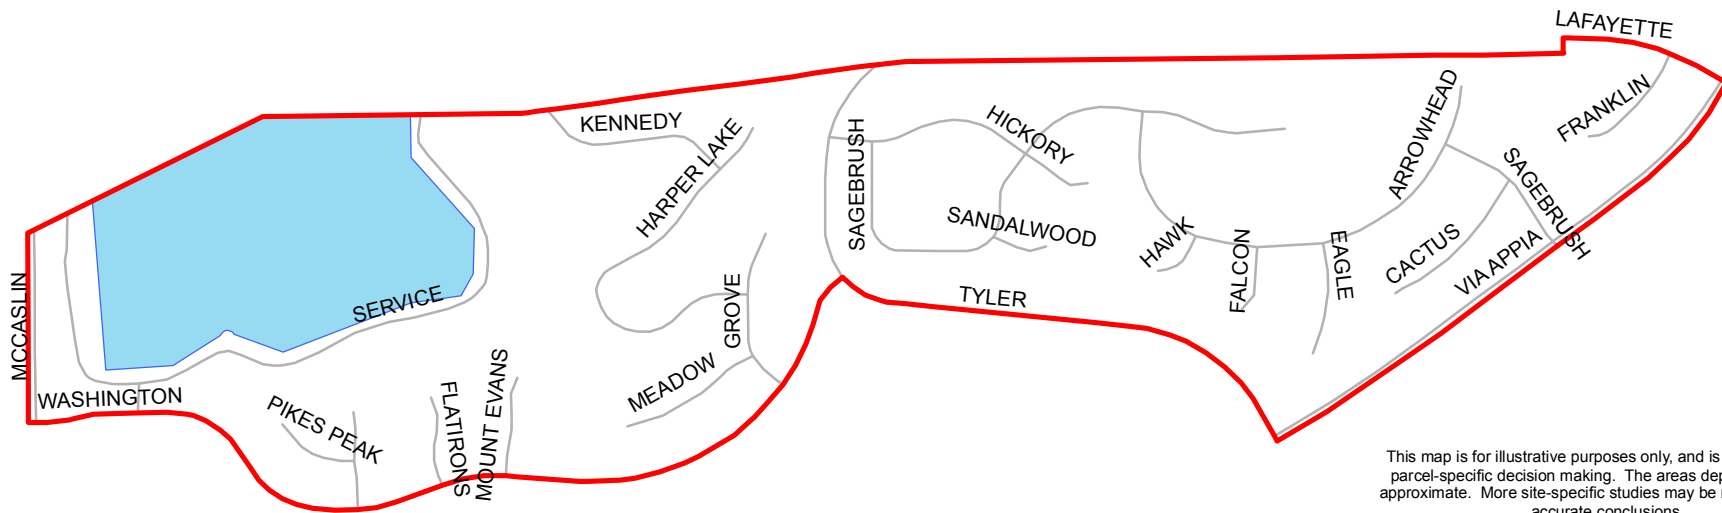 LAFAYETTE
FRANKLIN
ARROWHEAD
KENNEDY
HARPER LAKE
HICKORY
SAGEBRUSH
SAGEBRUSH
SANDALWOOD
HAWK
FALCON
EAGLE
CACTUS
VIA APPIA
MCCASLIN
SERVICE
TYLER
GROVE
MEADOW
WASHINGTON
PIKES PEAK
FLATIRONS
MOUNT EVANS
This map is for illustrative purposes only, and is
parcel-specific decision making. The areas dep
approximate. More site-specific studies may be
accurate conclusions